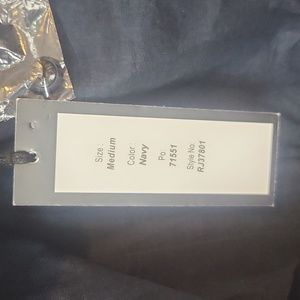 Size :
Medium
Color :
Navy
Po:
71551
Style No:
RJ37801